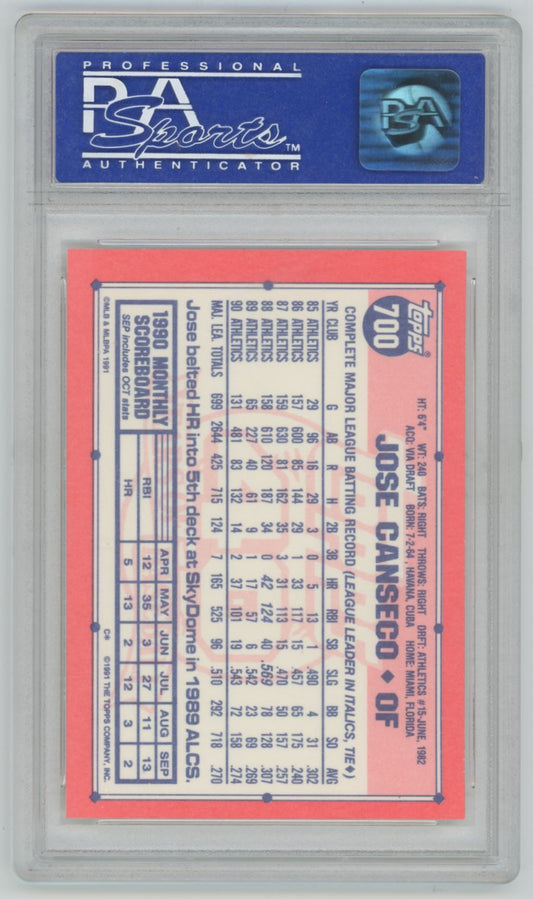 PROFESSIONAL
PSA
Sports™
AUTHENTICATOR
PSA
Topps®
700
HT: 6'4" WT: 240 BATS: RIGHT THROWS: RIGHT DRFT: ATHLETICS #15-JUNE, 1982
ACQ: VIA DRAFT BORN: 7-2-64, HAVANA, CUBA HOME: MIAMI, FLORIDA
JOSE CANSECO ♦ OF
COMPLETE MAJOR LEAGUE BATTING RECORD (LEAGUE LEADER IN ITALICS, TIE♦)
YR CLUB G AB R H 2B 3B HR RBI SB SLG BB SO AVG
85 ATHLETICS 29 96 16 29 3 0 5 13 1 .490 4 31 .302
86 ATHLETICS 157 600 85 144 29 1 33 117 15 .457 65 175 .240
87 ATHLETICS 159 630 81 162 35 3 31 113 15 .470 50 157 .257
88 ATHLETICS 158 610 120 187 34 0 42 124 40 .569 78 128 .307
89 ATHLETICS 65 227 40 61 9 1 17 57 6 .542 23 69 .269
90 ATHLETICS 131 481 83 132 14 2 37 101 19 .543 72 158 .274
MAJ. LEA. TOTALS 699 2644 425 715 124 7 165 525 96 .510 292 718 .270
Jose belted HR into 5th deck at SkyDome in 1989 ALCS.
1990 MONTHLY
SCOREBOARD
SEP includes OCT stats
APR MAY JUN JUL AUG SEP
RBI 12 35 3 27 11 13
HR 5 13 2 12 3 2
©MLB & MLBPA 1991
C* ©1991 THE TOPPS COMPANY, INC.